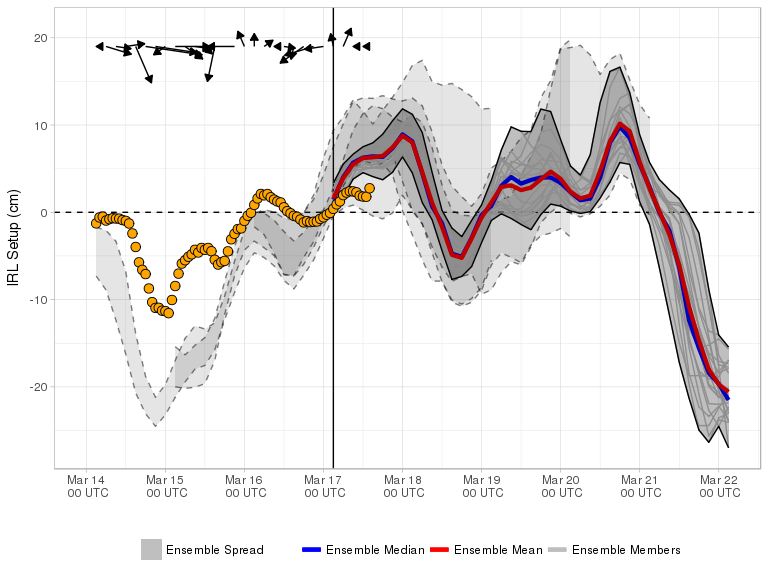 IRL Setup (cm)
20
10
0
-10
-20
Mar 14
00 UTC
Mar 15
00 UTC
Mar 16
00 UTC
Mar 17
00 UTC
Mar 18
00 UTC
Mar 19
00 UTC
Mar 20
00 UTC
Mar 21
00 UTC
Mar 22
00 UTC
Ensemble Spread
Ensemble Median
Ensemble Mean
Ensemble Members